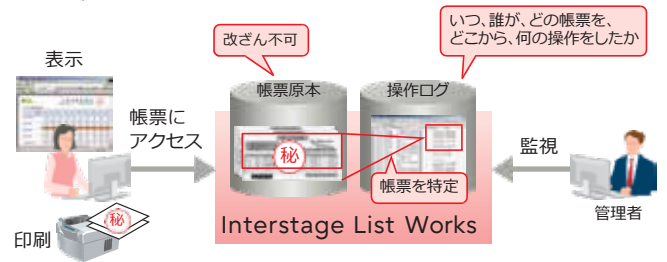 いつ、誰が、どの帳票を、
どこから、何の操作をしたか
改ざん不可
表示
帳票原本
操作ログ
帳票に
アクセス
秘
監視
帳票を特定
管理者
Interstage List Works
秘
印刷